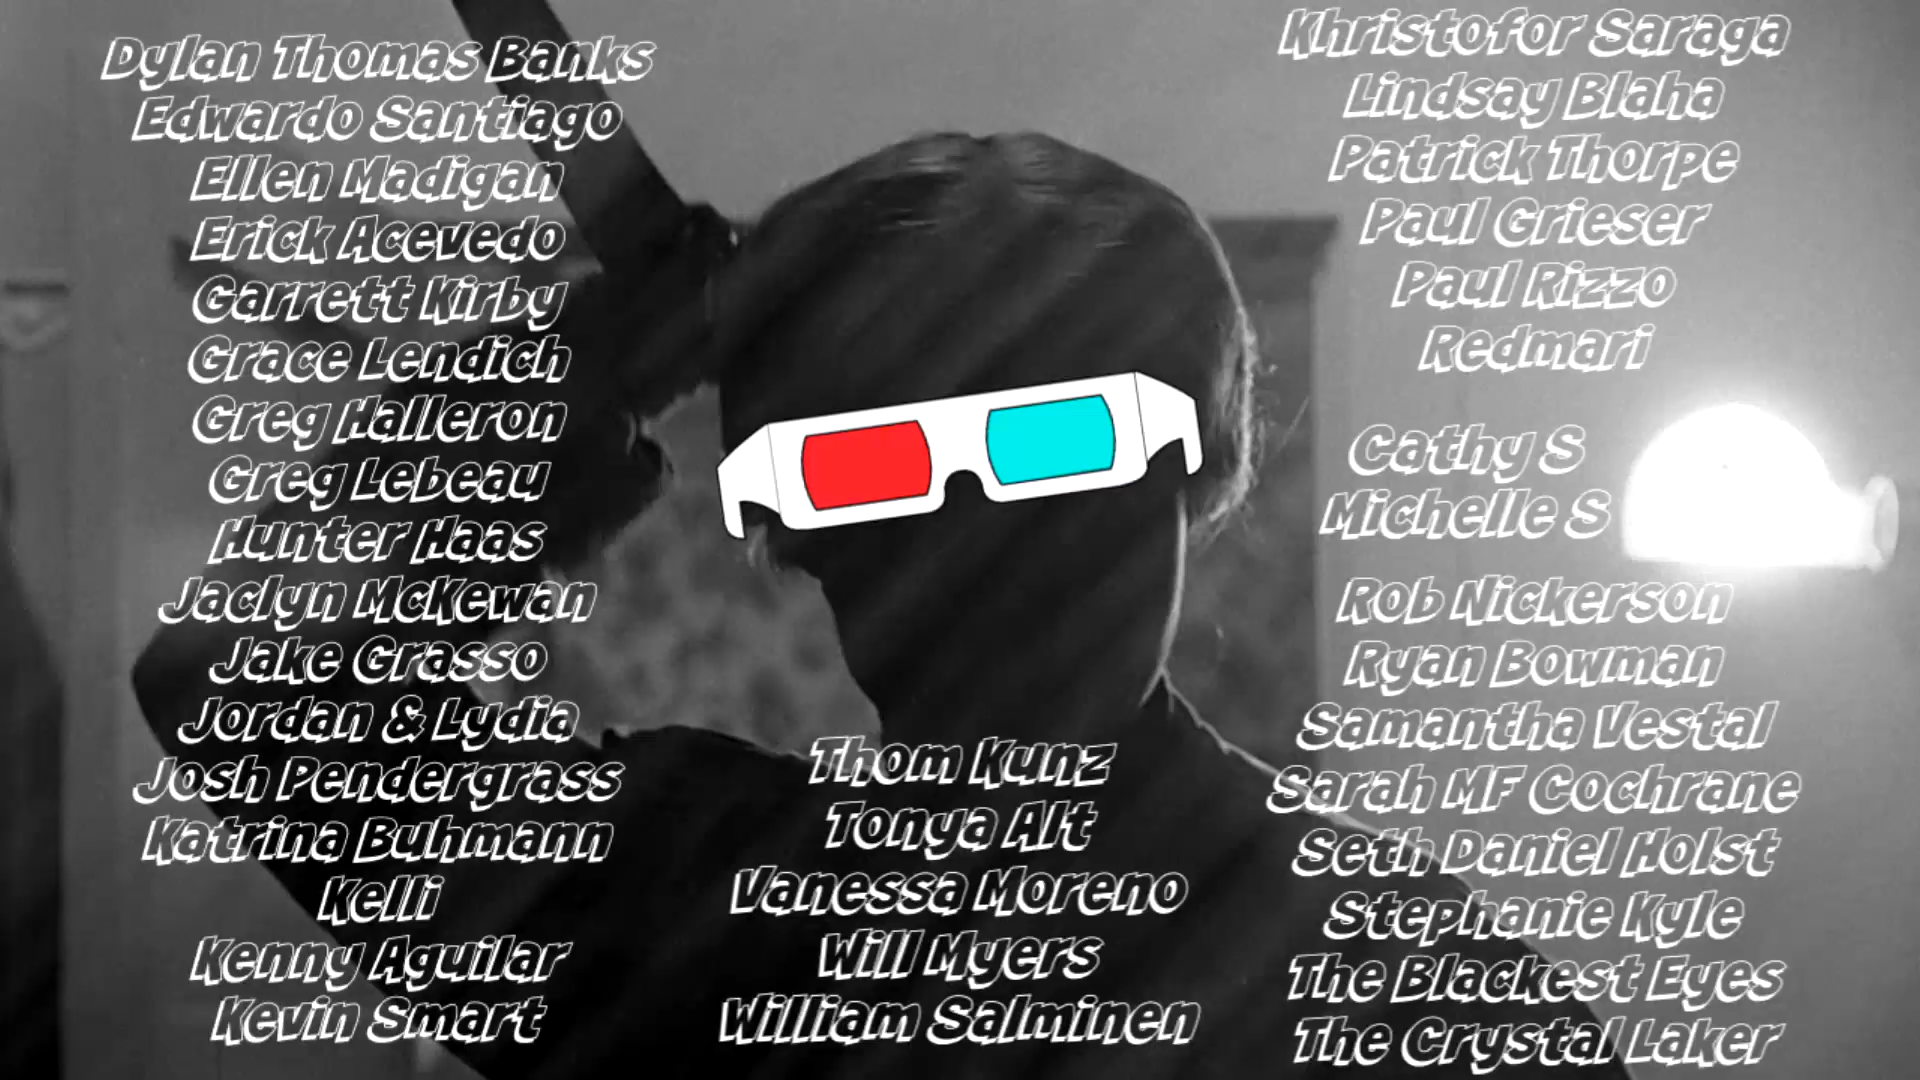 Dylan Thomas Banks
Edwardo Santiago
Ellen Madigan
Erick Acevedo
Garrett Kirby
Grace Lendich
Greg Halleron
Greg Lebeau
Hunter Haas
Jaclyn McKewan
Jake Grasso
Jordan & Lydia
Josh Pendergrass
Katrina Buhmann
Kelli
Kenny Aguilar
Kevin Smart
Thom Kunz
Tonya Alt
Vanessa Moreno
Will Myers
William Salminen
Khristofor Saraga
Lindsay Blaha
Patrick Thorpe
Paul Grieser
Paul Rizzo
Redmari
Cathy S
Michelle S
Rob Nickerson
Ryan Bowman
Samantha Vestal
Sarah MF Cochrane
Seth Daniel Holst
Stephanie Kyle
The Blackest Eyes
The Crystal Laker